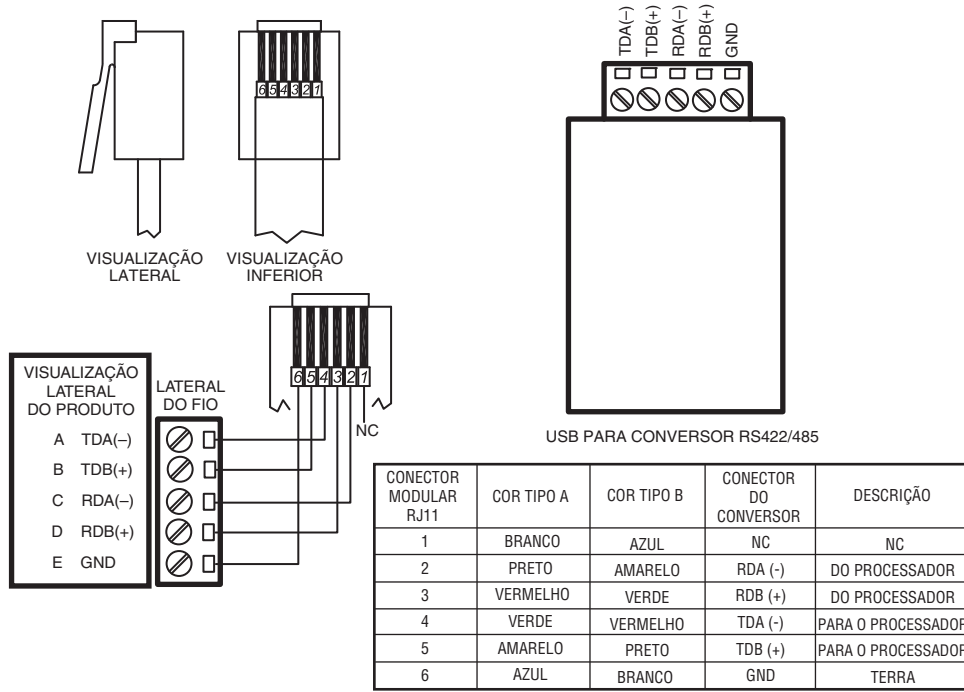 TDA(–)
TDB(+)
RDA(–)
RDB(+)
GND
6 5 4 3 2 1
VISUALIZAÇÃO
LATERAL
VISUALIZAÇÃO
INFERIOR
6 5 4 3 2 1
NC
VISUALIZAÇÃO
LATERAL
DO PRODUTO
LATERAL
DO FIO
A TDA(–)
B TDB(+)
C RDA(–)
D RDB(+)
E GND
USB PARA CONVERSOR RS422/485
CONECTOR
MODULAR
RJ11
COR TIPO A
COR TIPO B
CONECTOR
DO
CONVERSOR
DESCRIÇÃO
1 BRANCO AZUL NC NC
2 PRETO AMARELO RDA (-) DO PROCESSADOR
3 VERMELHO VERDE RDB (+) DO PROCESSADOR
4 VERDE VERMELHO TDA (-) PARA O PROCESSADOR
5 AMARELO PRETO TDB (+) PARA O PROCESSADOR
6 AZUL BRANCO GND TERRA